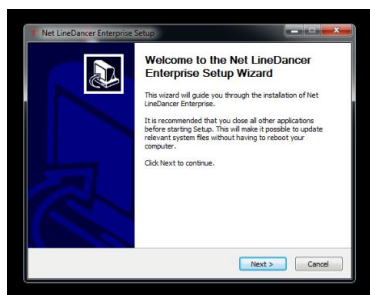 Net LineDancer Enterprise Setup
Welcome to the Net LineDancer
Enterprise Setup Wizard
This wizard will guide you through the installation of Net
LineDancer Enterprise.
It is recommended that you close all other applications
before starting Setup. This will make it possible to update
relevant system files without having to reboot your
computer.
Click Next to continue.
Next >
Cancel